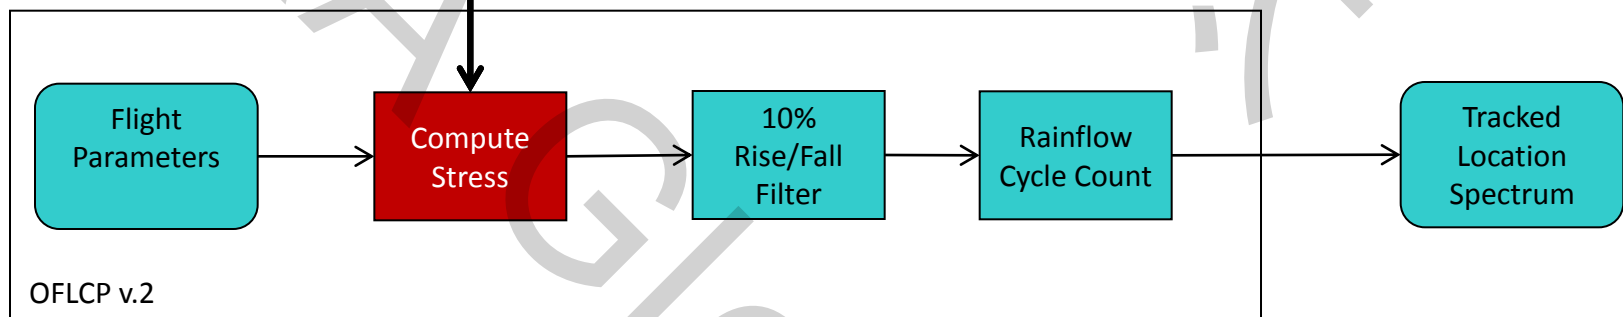 Flight
Parameters
Compute
Stress
10%
Rise/Fall
Filter
Rainflow
Cycle Count
Tracked
Location
Spectrum
OFLCP v.2